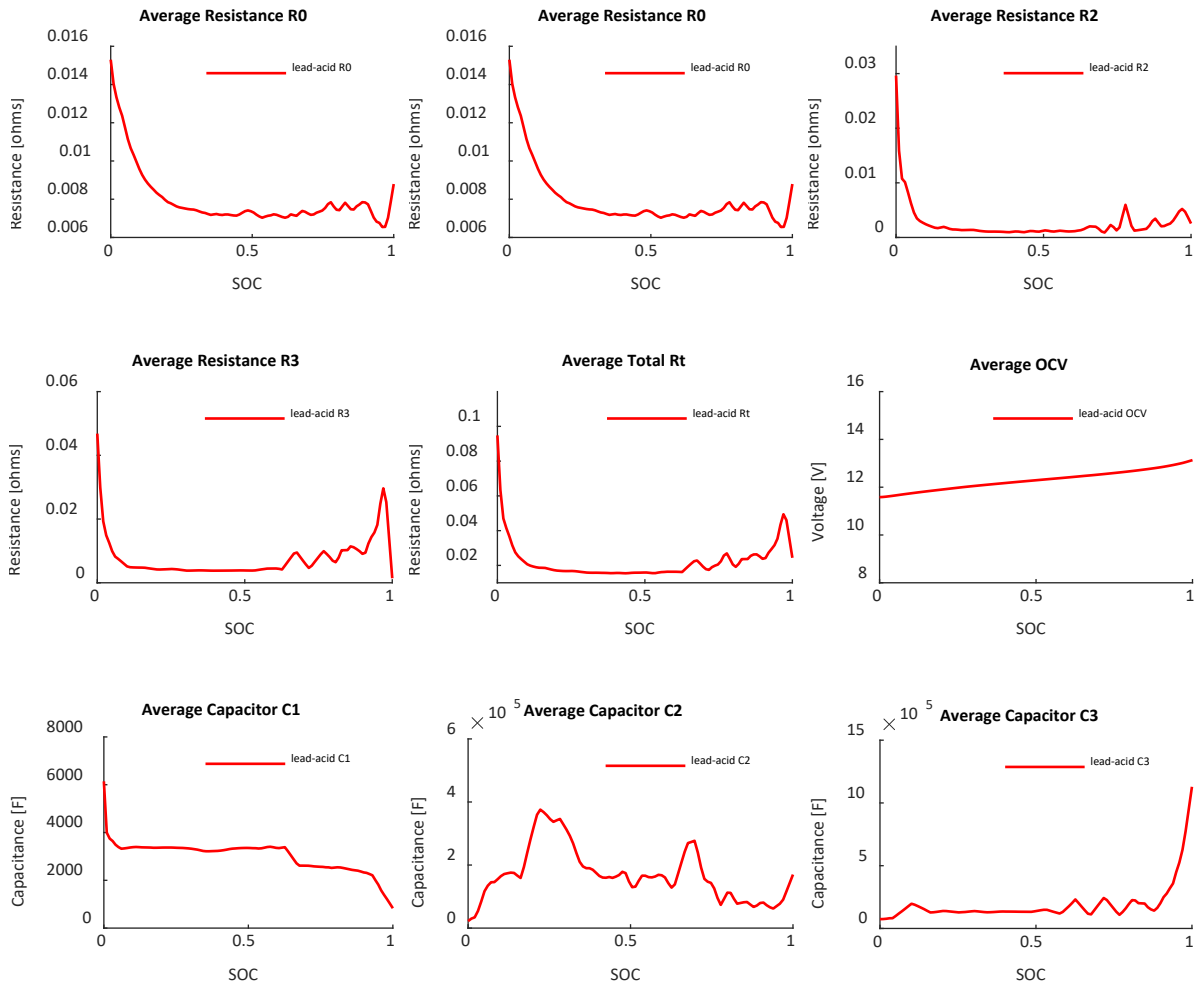 Average Resistance R0
0.016
0.014
0.012
0.01
0.008
0.006
Resistance [ohms]
lead-acid R0
0
0.5
1
SOC
Average Resistance R0
0.016
0.014
0.012
0.01
0.008
0.006
Resistance [ohms]
lead-acid R0
0
0.5
1
SOC
Average Resistance R2
0.03
0.02
0.01
0
Resistance [ohms]
lead-acid R2
0
0.5
1
SOC
Average Resistance R3
0.06
0.04
0.02
0
Resistance [ohms]
lead-acid R3
0
0.5
1
SOC
Average Total Rt
0.1
0.08
0.06
0.04
0.02
Resistance [ohms]
lead-acid Rt
0
0.5
1
SOC
Average OCV
16
14
12
10
8
Voltage [V]
lead-acid OCV
0
0.5
1
SOC
Average Capacitor C1
8000
6000
4000
2000
0
Capacitance [F]
lead-acid C1
0
0.5
1
SOC
× 10 5
Average Capacitor C2
6
4
2
0
Capacitance [F]
lead-acid C2
0
0.5
1
SOC
× 10 5
Average Capacitor C3
15
10
5
0
Capacitance [F]
lead-acid C3
0
0.5
1
SOC